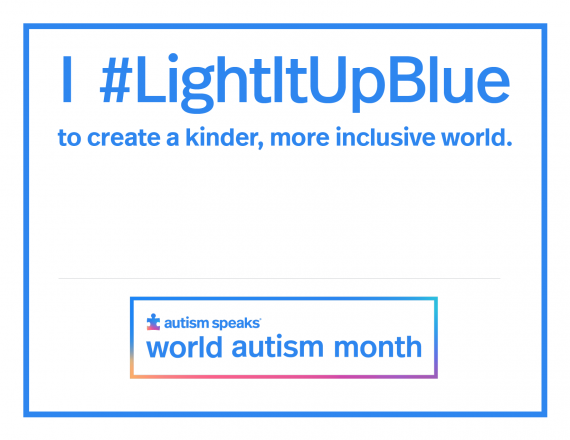 I #LightItUpBlue
to create a kinder, more inclusive world.
autism speaks
world autism month